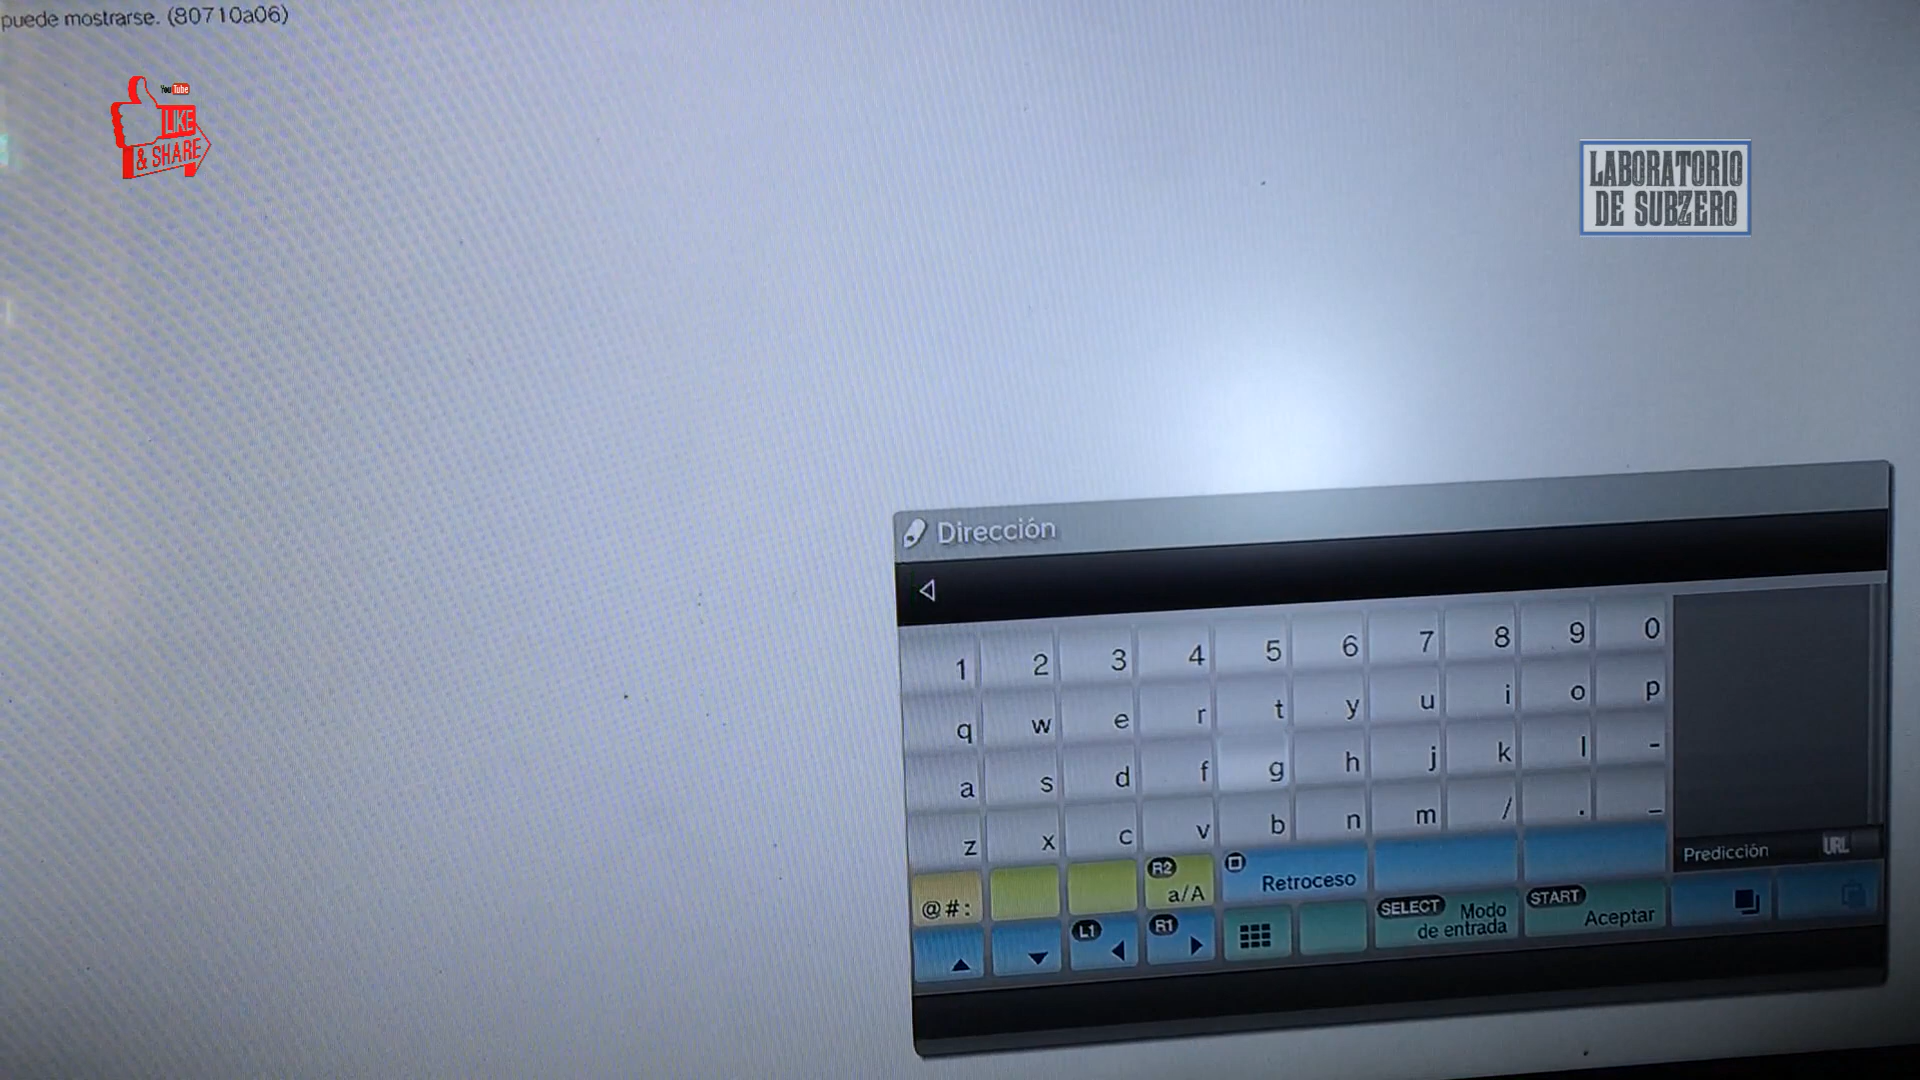 puede mostrarse. (80710a06)
YouTube
LIKE
& SHARE
LABORATORIO
DE SUBZERO
Dirección
1 2 3 4 5 6 7 8 9 0
q w e r t y u i o p
a s d f g h j k l -
z x c v b n m / . _
@#: R2 a/A Retroceso
L1 R1 SELECT Modo de entrada START Aceptar
Predicción URL